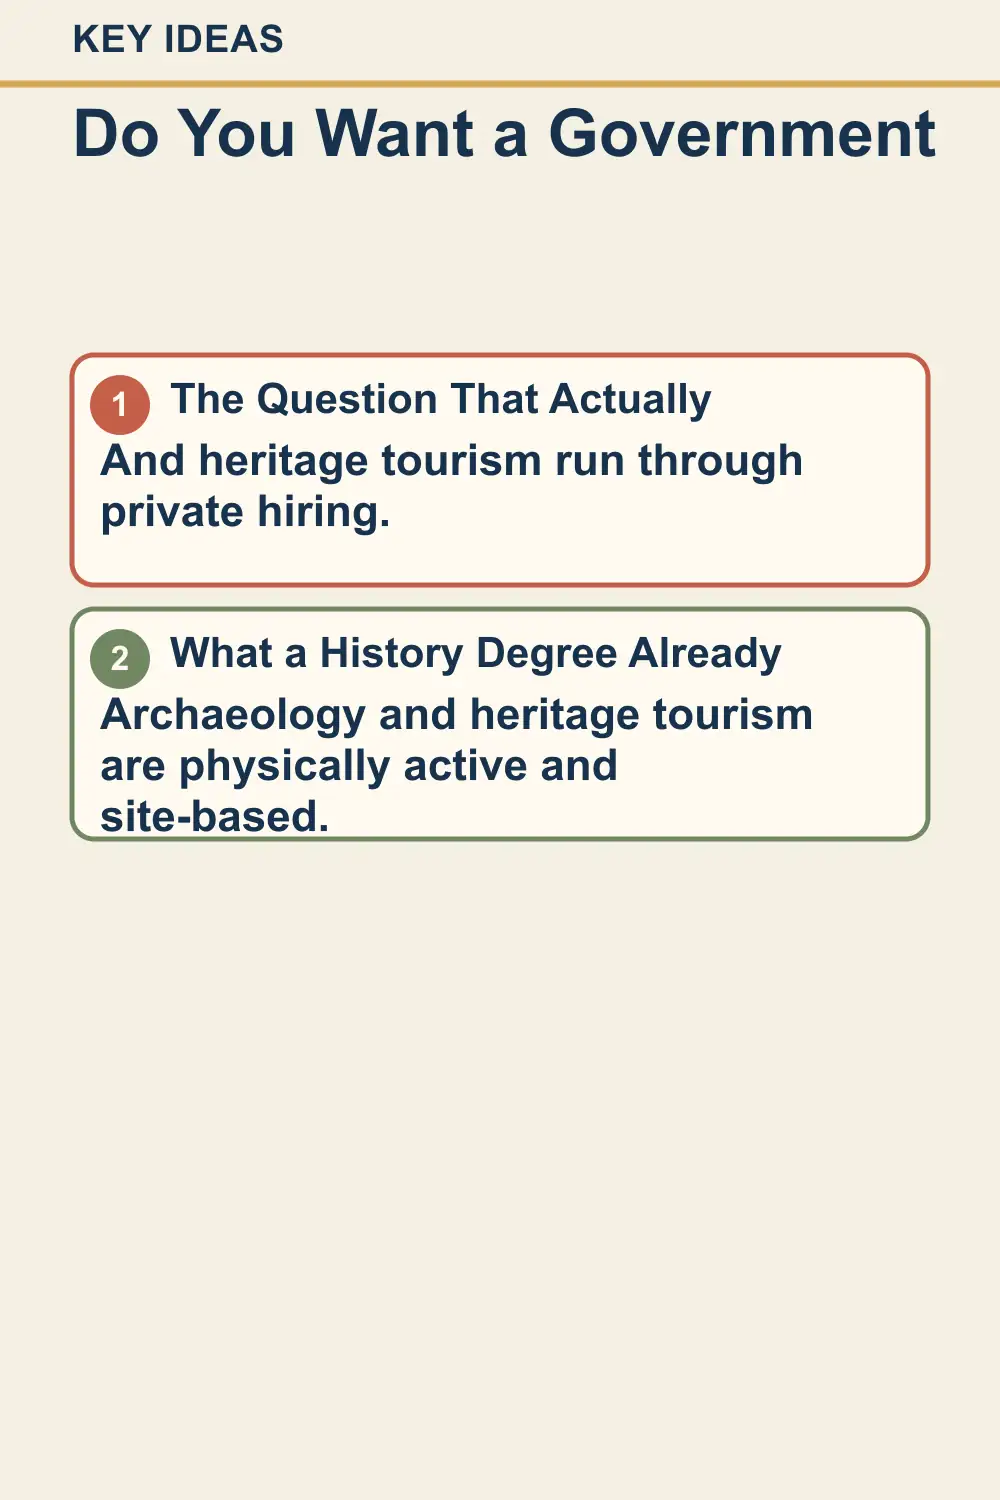 KEY IDEAS
Do You Want a Government
1 The Question That Actually
And heritage tourism run through
private hiring.
2 What a History Degree Already
Archaeology and heritage tourism
are physically active and
site-based.